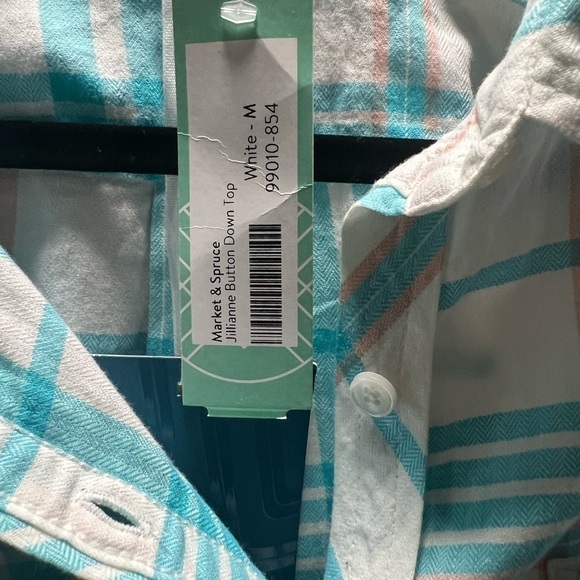 Market & Spruce
Jillianne Button Down Top
White - M
99010-854